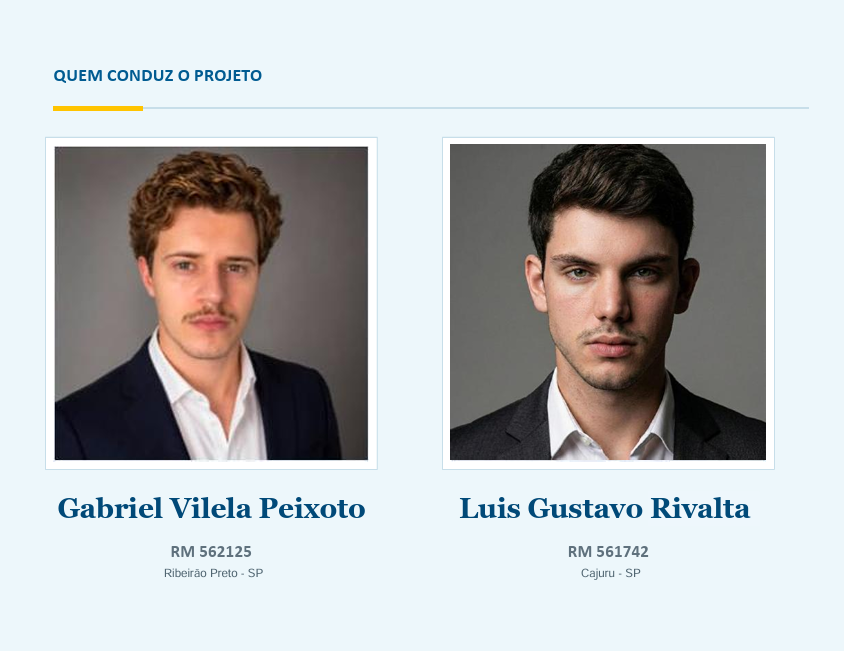 QUEM CONDUZ O PROJETO
Gabriel Vilela Peixoto
RM 562125
Ribeirão Preto - SP
Luis Gustavo Rivalta
RM 561742
Cajuru - SP